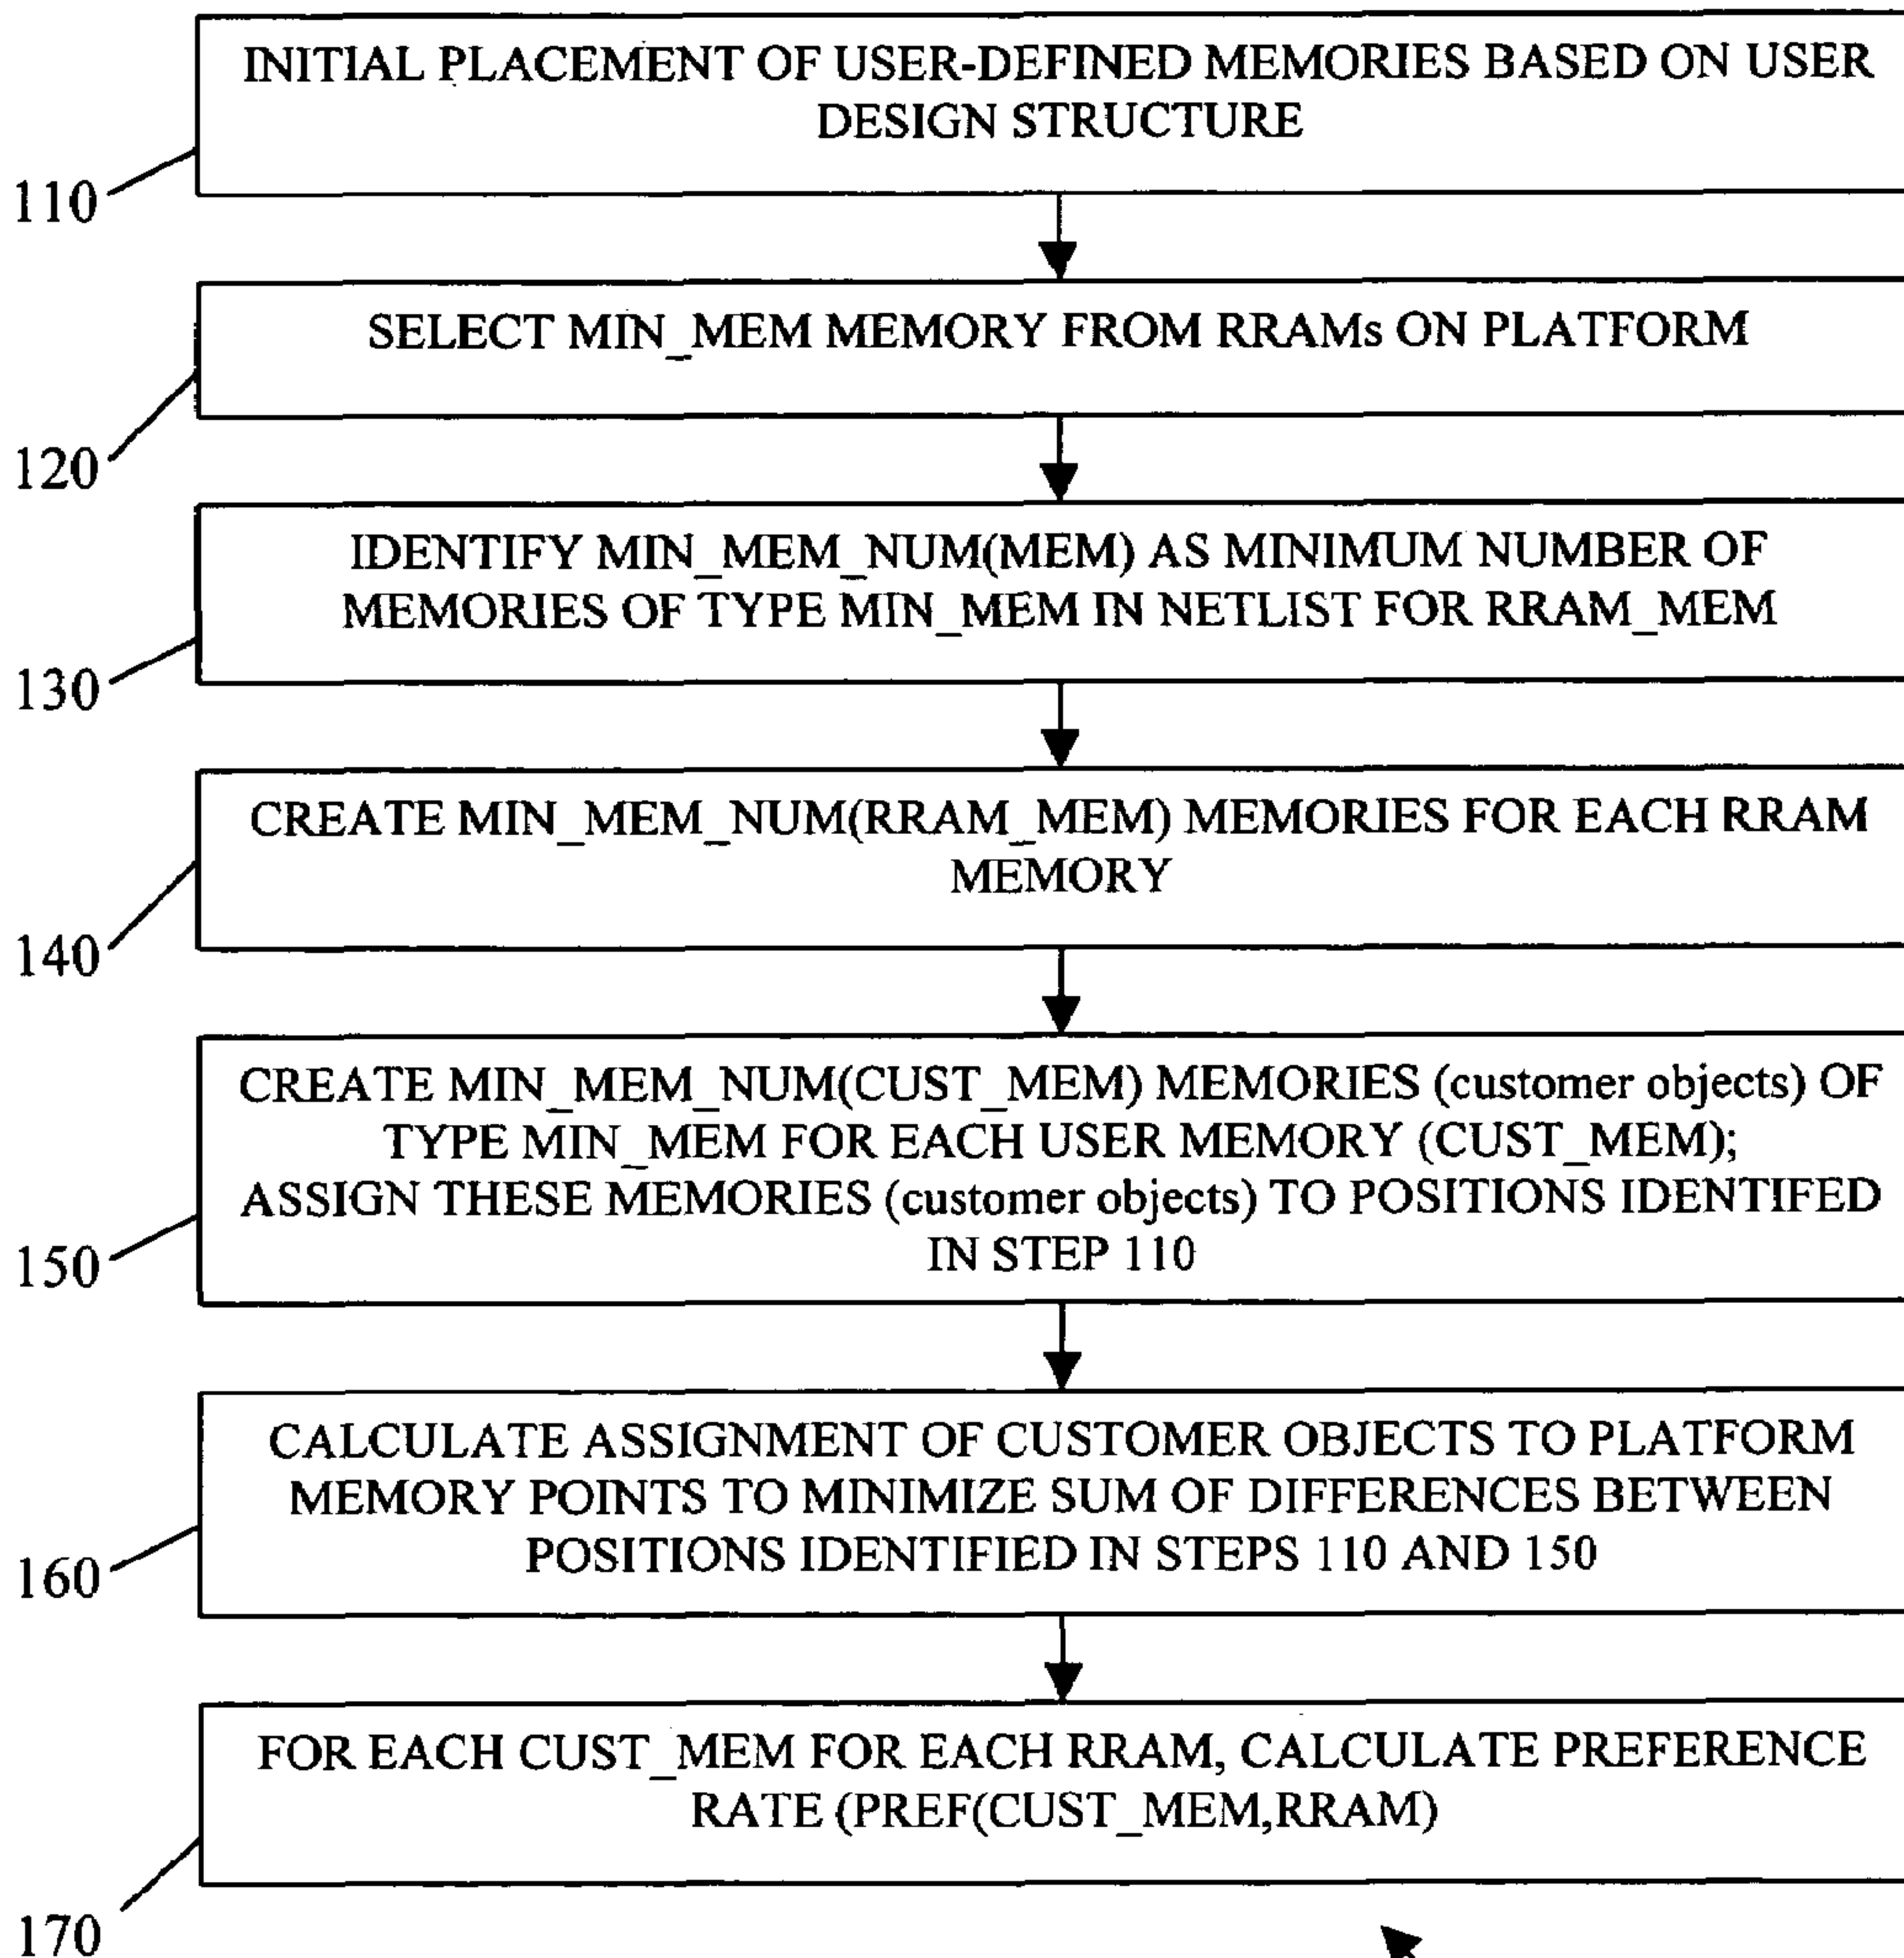 INITIAL PLACEMENT OF USER-DEFINED MEMORIES BASED ON USER
DESIGN STRUCTURE
110
SELECT MIN_MEM MEMORY FROM RRAMs ON PLATFORM
120
IDENTIFY MIN_MEM_NUM(MEM) AS MINIMUM NUMBER OF
MEMORIES OF TYPE MIN_MEM IN NETLIST FOR RRAM_MEM
130
CREATE MIN_MEM_NUM(RRAM_MEM) MEMORIES FOR EACH RRAM
MEMORY
140
CREATE MIN_MEM_NUM(CUST_MEM) MEMORIES (customer objects) OF
TYPE MIN_MEM FOR EACH USER MEMORY (CUST_MEM);
ASSIGN THESE MEMORIES (customer objects) TO POSITIONS IDENTIFED
IN STEP 110
150
CALCULATE ASSIGNMENT OF CUSTOMER OBJECTS TO PLATFORM
MEMORY POINTS TO MINIMIZE SUM OF DIFFERENCES BETWEEN
POSITIONS IDENTIFIED IN STEPS 110 AND 150
160
FOR EACH CUST_MEM FOR EACH RRAM, CALCULATE PREFERENCE
RATE (PREF(CUST_MEM,RRAM)
170